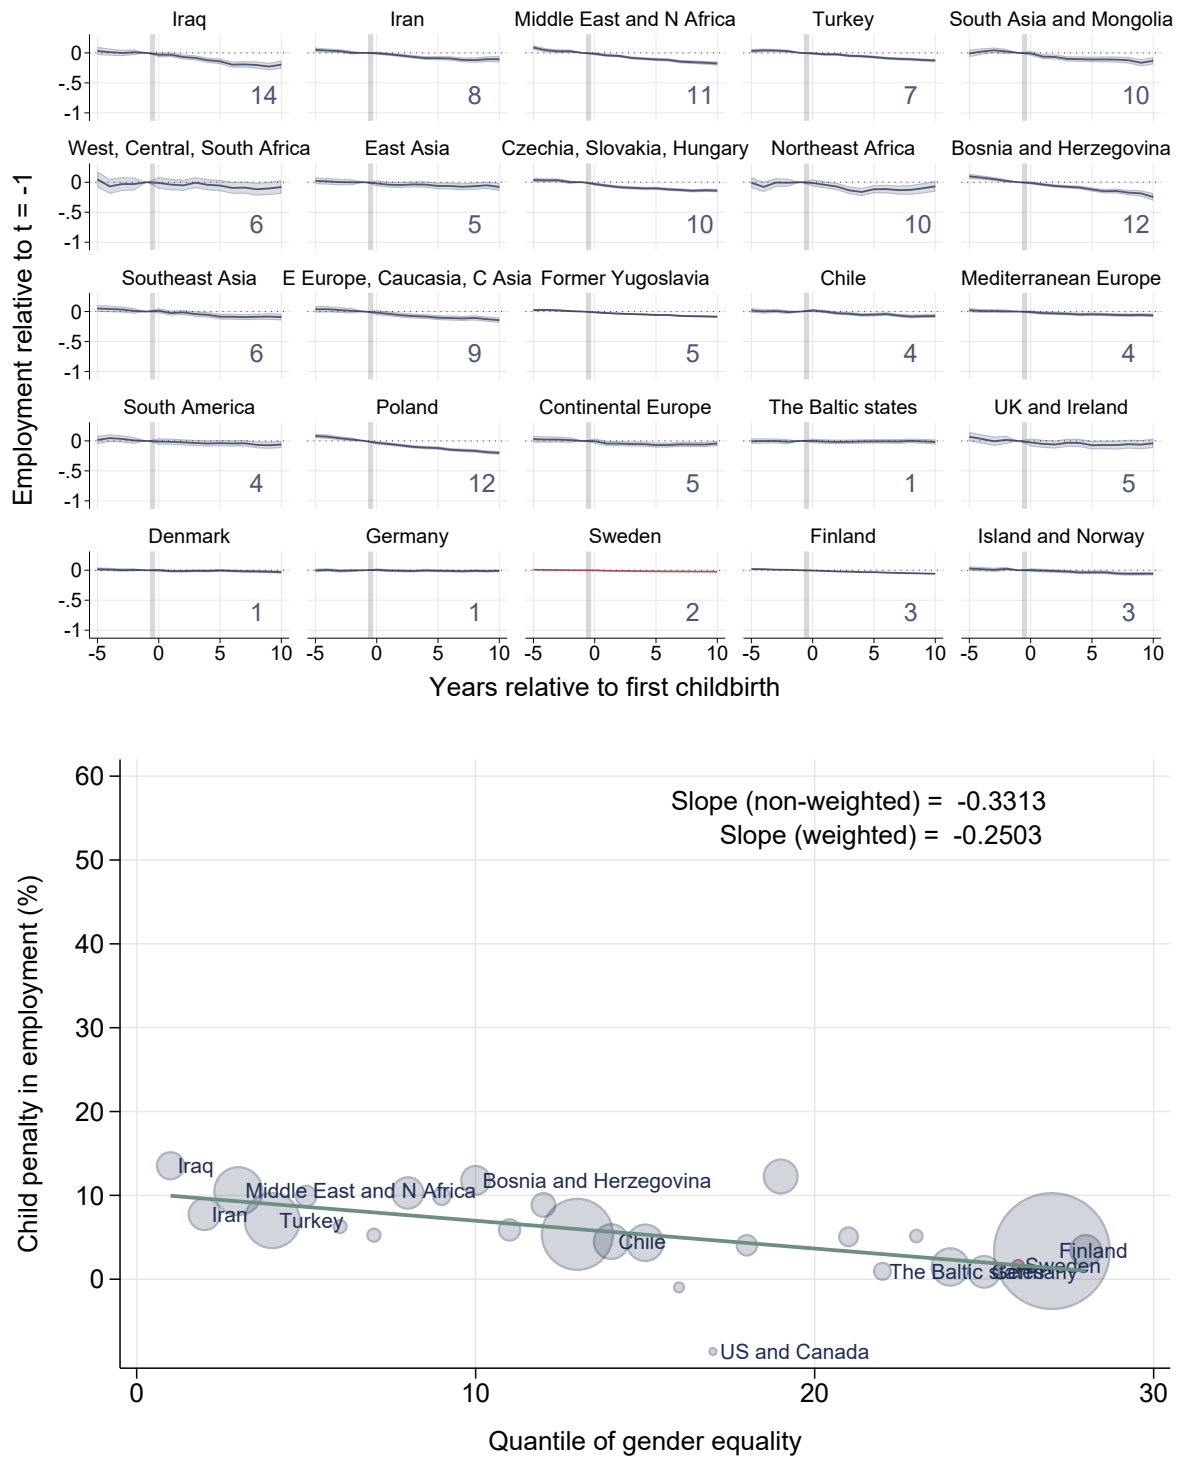 Iraq Iran Middle East and N Africa Turkey South Asia and Mongolia
0
-.5
-1
14 8 11 7 10
West, Central, South Africa East Asia Czechia, Slovakia, Hungary Northeast Africa Bosnia and Herzegovina
0
-.5
-1
6 5 10 10 12
Southeast Asia E Europe, Caucasia, C Asia Former Yugoslavia Chile Mediterranean Europe
0
-.5
-1
6 9 5 4 4
South America Poland Continental Europe The Baltic states UK and Ireland
0
-.5
-1
4 12 5 1 5
Denmark Germany Sweden Finland Island and Norway
0
-.5
-1
1 1 2 3 3
-5 0 5 10 -5 0 5 10 -5 0 5 10 -5 0 5 10 -5 0 5 10
Employment relative to t = -1
Years relative to first childbirth
60
50
40
30
20
10
0
Child penalty in employment (%)
Slope (non-weighted) = -0.3313
Slope (weighted) = -0.2503
Iraq
Middle East and N Africa
Bosnia and Herzegovina
Iran
Turkey
Chile
Finland
Sweden
The Baltic states
Germany
US and Canada
0 10 20 30
Quantile of gender equality